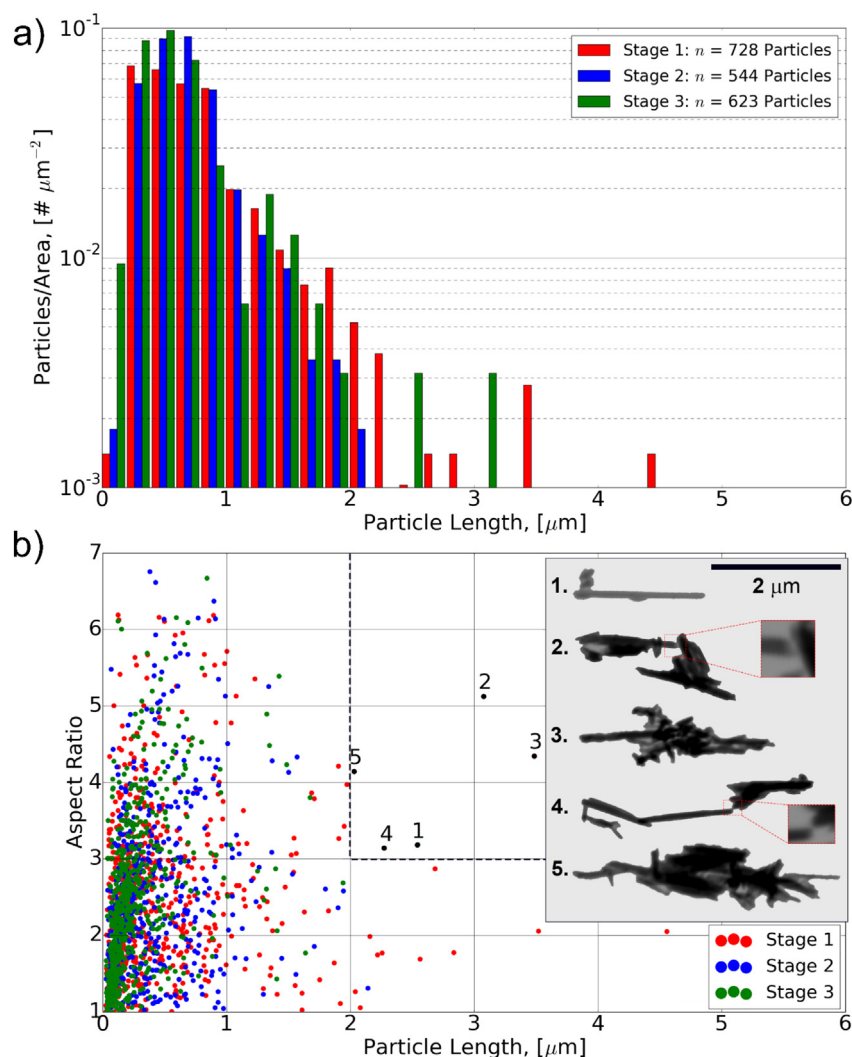 a)
10⁻¹
10⁻²
10⁻³
Particles/Area, [# μm⁻²]
Stage 1: n = 728 Particles
Stage 2: n = 544 Particles
Stage 3: n = 623 Particles
0 1 2 3 4 5 6
Particle Length, [μm]
b)
7
6
5
4
3
2
1
Aspect Ratio
2
3
5
4
1
2 μm
1.
2.
3.
4.
5.
Stage 1
Stage 2
Stage 3
0 1 2 3 4 5 6
Particle Length, [μm]